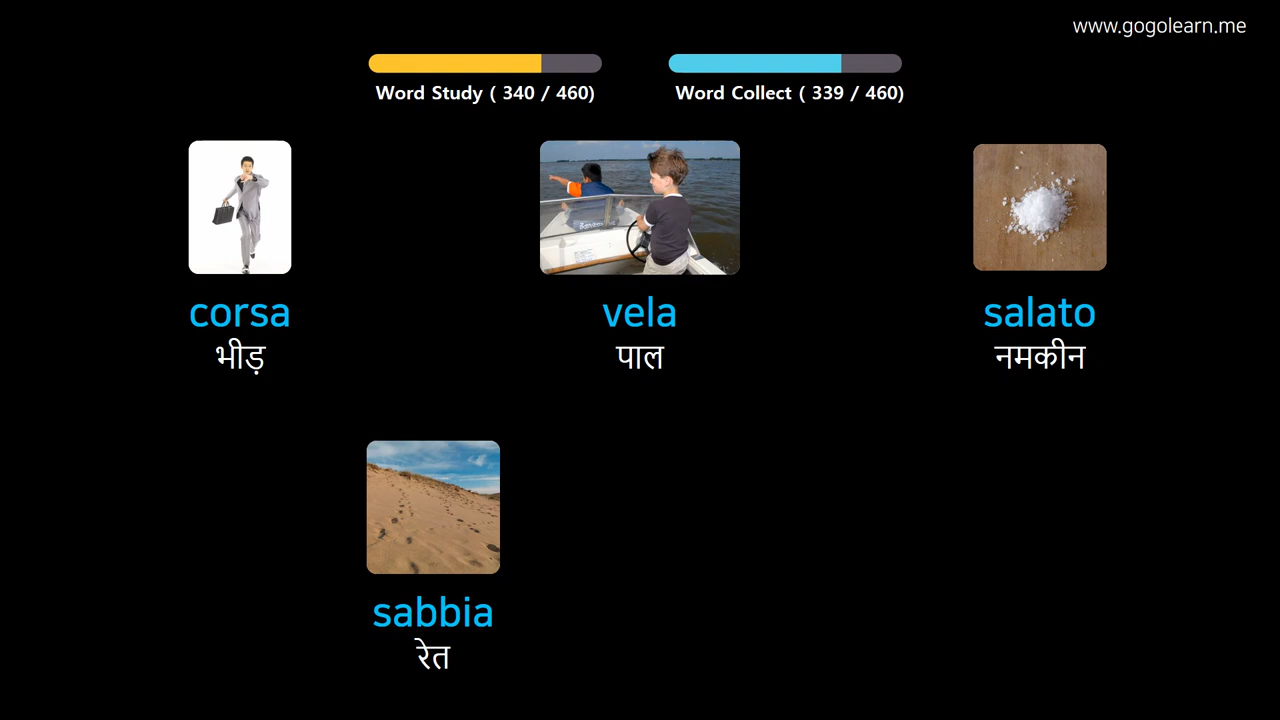 www.gogolearn.me
Word Study ( 340 / 460)
Word Collect ( 339 / 460)
corsa
भीड़
vela
पाल
salato
नमकीन
sabbia
रेत